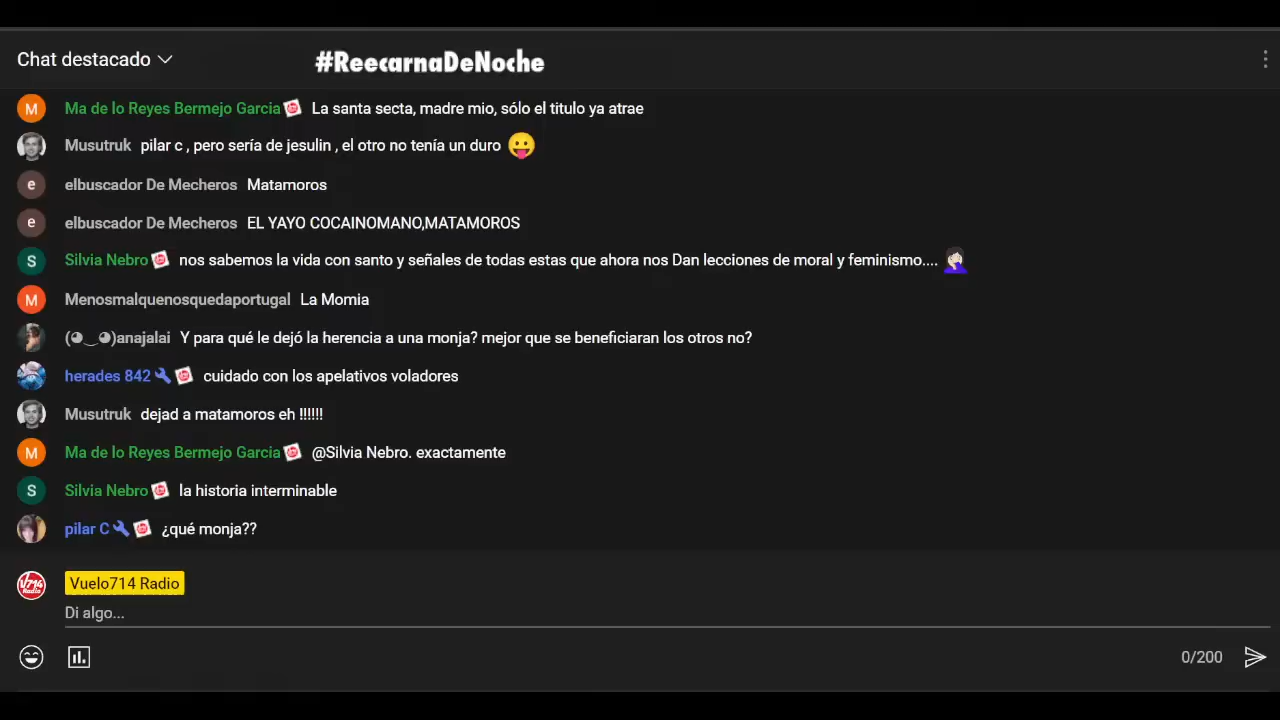 Chat destacado
#ReecarnaDeNoche
Ma de lo Reyes Bermejo Garcia La santa secta, madre mio, sólo el titulo ya atrae
Musutruk pilar c , pero sería de jesulin , el otro no tenía un duro
e elbuscador De Mecheros Matamoros
e elbuscador De Mecheros EL YAYO COCAINOMANO,MATAMOROS
S Silvia Nebro nos sabemos la vida con santo y señales de todas estas que ahora nos Dan lecciones de moral y feminismo....
M Menosmalquenosquedaportugal La Momia
(◕‿◕)anajalai Y para qué le dejó la herencia a una monja? mejor que se beneficiaran los otros no?
herades 842 cuidado con los apelativos voladores
Musutruk dejad a matamoros eh !!!!!!
M Ma de lo Reyes Bermejo Garcia @Silvia Nebro. exactamente
S Silvia Nebro la historia interminable
pilar C ¿qué monja??
V714 Radio Vuelo714 Radio
Di algo...
0/200